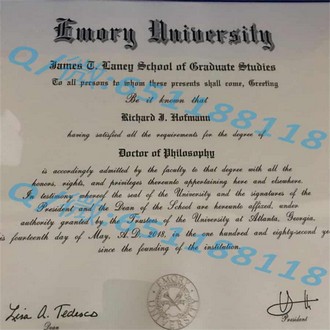 Emory University
James T. Laney School of Graduate Studies
To all persons to whom these presents shall come, Greeting
Be it known that
Richard J. Hofmann
having satisfied all the requirements for the degree of
Doctor of Philosophy
is accordingly admitted by the faculty to that degree with all the
honors, rights, and privileges thereunto appertaining here and elsewhere.
In testimony whereof the seal of the University and the signatures of the
President and the Dean of the School are hereunto affixed, under
authority granted by the Trustees of the University at Atlanta, Georgia.
is fourteenth day of May, A.D. 2018, in the one hundred and eighty-second ye
since the founding of the institution.
Lisa A. Tedesco
Dean
President